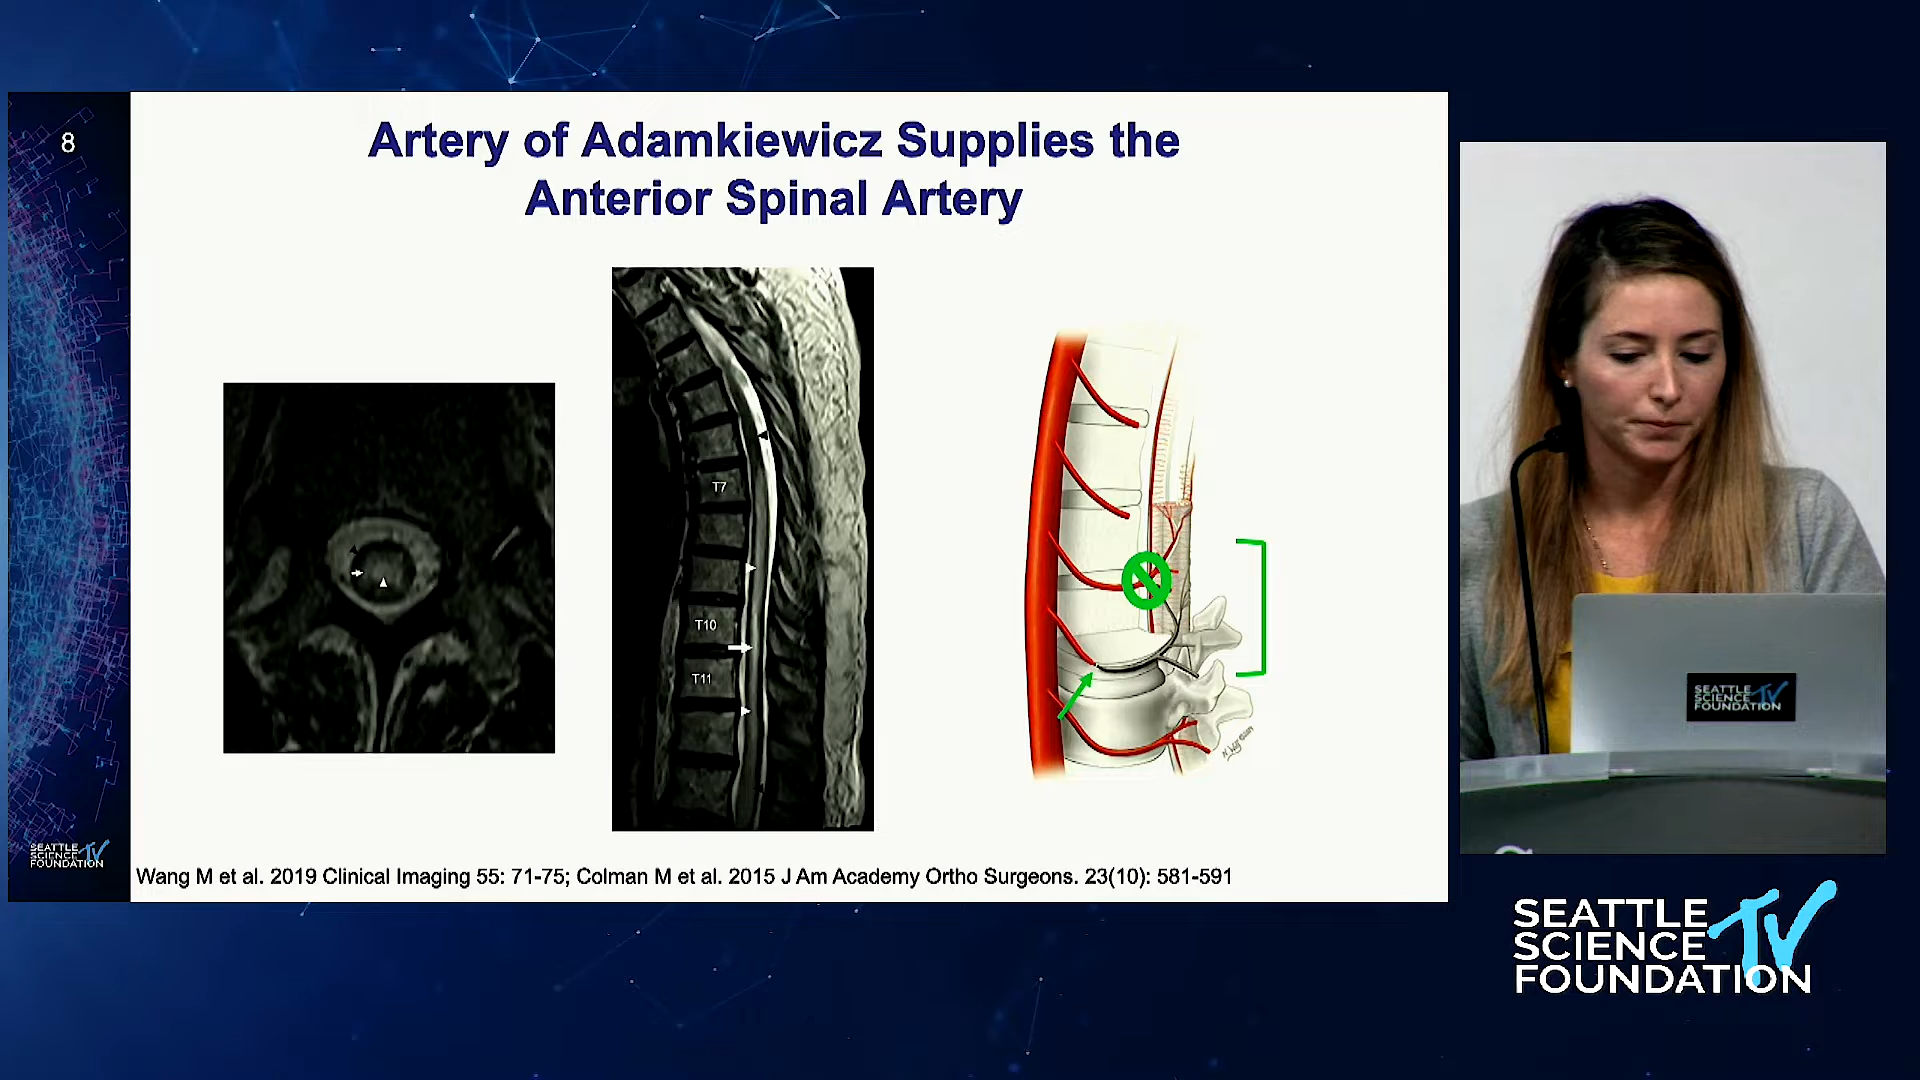 8
Artery of Adamkiewicz Supplies the
Anterior Spinal Artery
T7
T10
T11
SEATTLE
SCIENCE TV
FOUNDATION
Wang M et al. 2019 Clinical Imaging 55: 71-75; Colman M et al. 2015 J Am Academy Ortho Surgeons. 23(10): 581-591
SEATTLE
SCIENCE TV
FOUNDATION
SEATTLE
SCIENCE TV
FOUNDATION